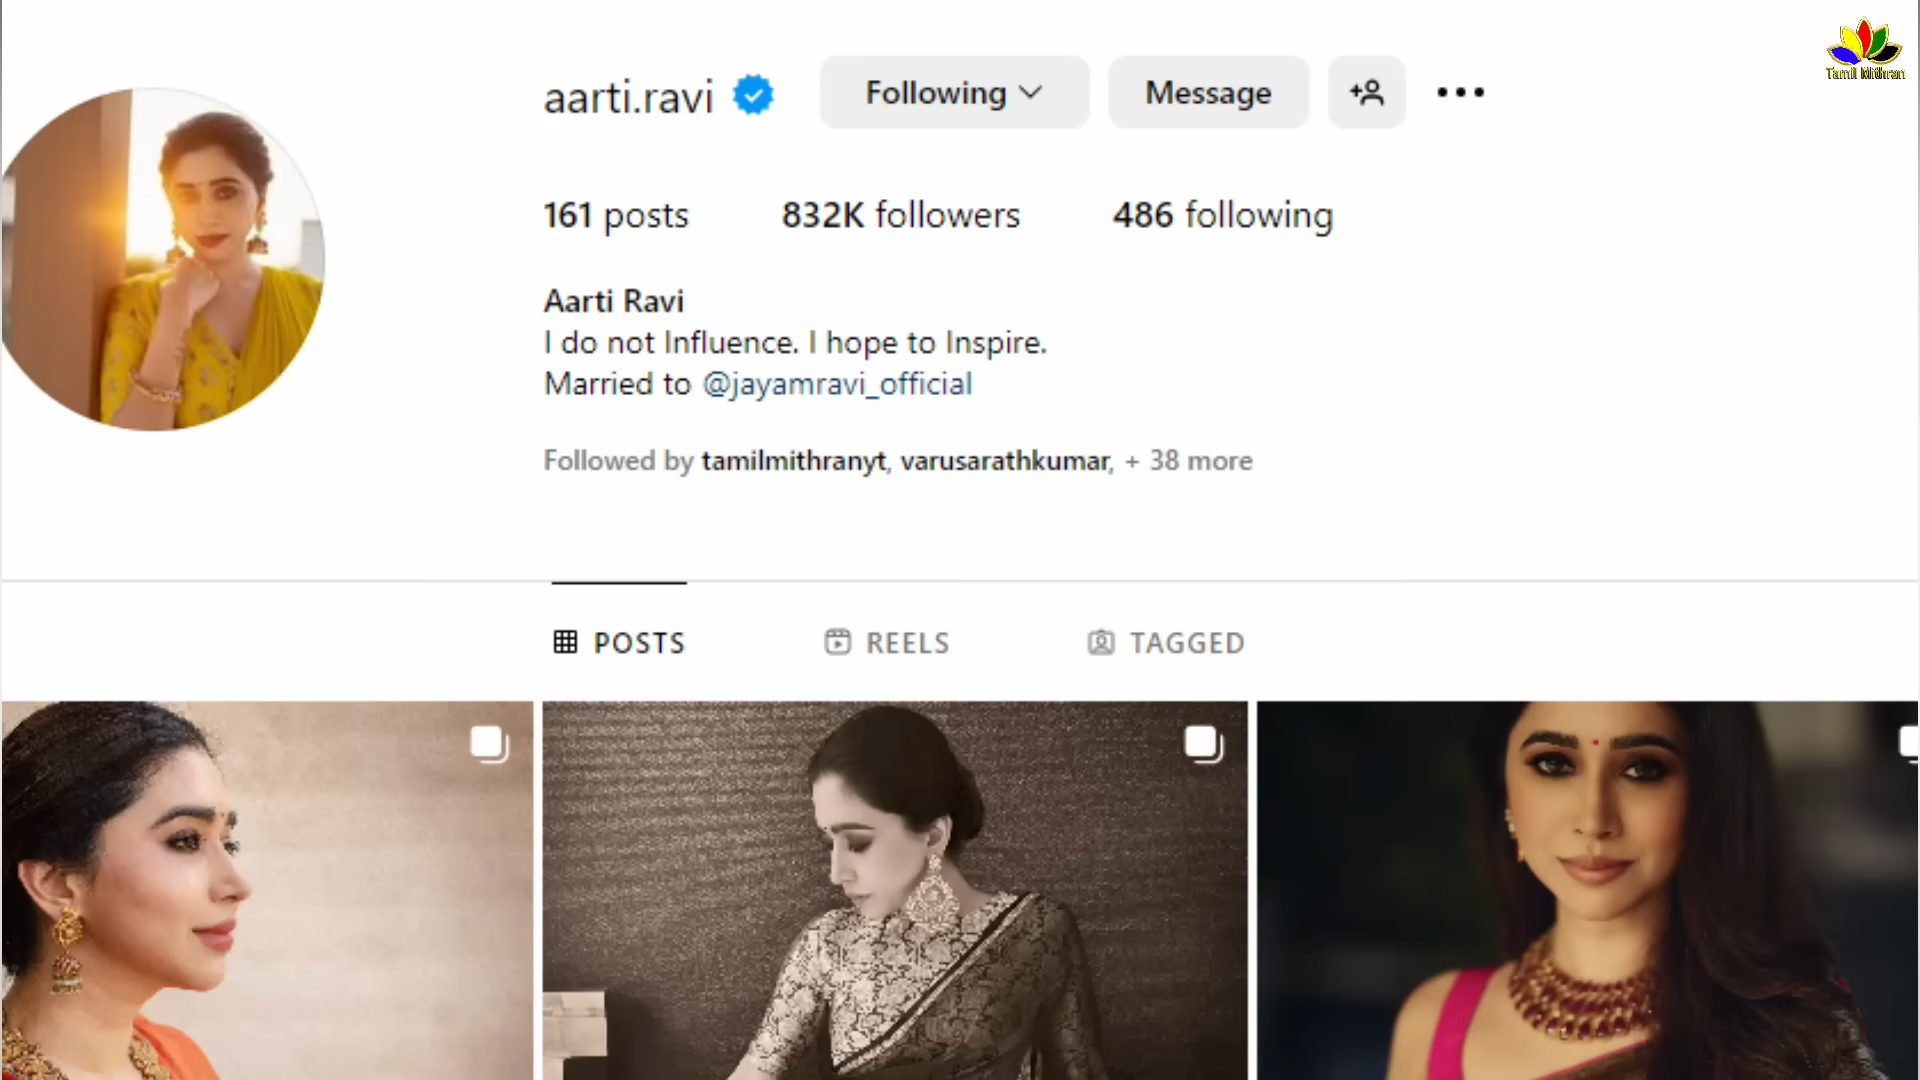 aarti.ravi
Following
Message
Tamil Mithran
161 posts
832K followers
486 following
Aarti Ravi
I do not Influence. I hope to Inspire.
Married to @jayamravi_official
Followed by tamilmithranyt, varusarathkumar, + 38 more
POSTS
REELS
TAGGED